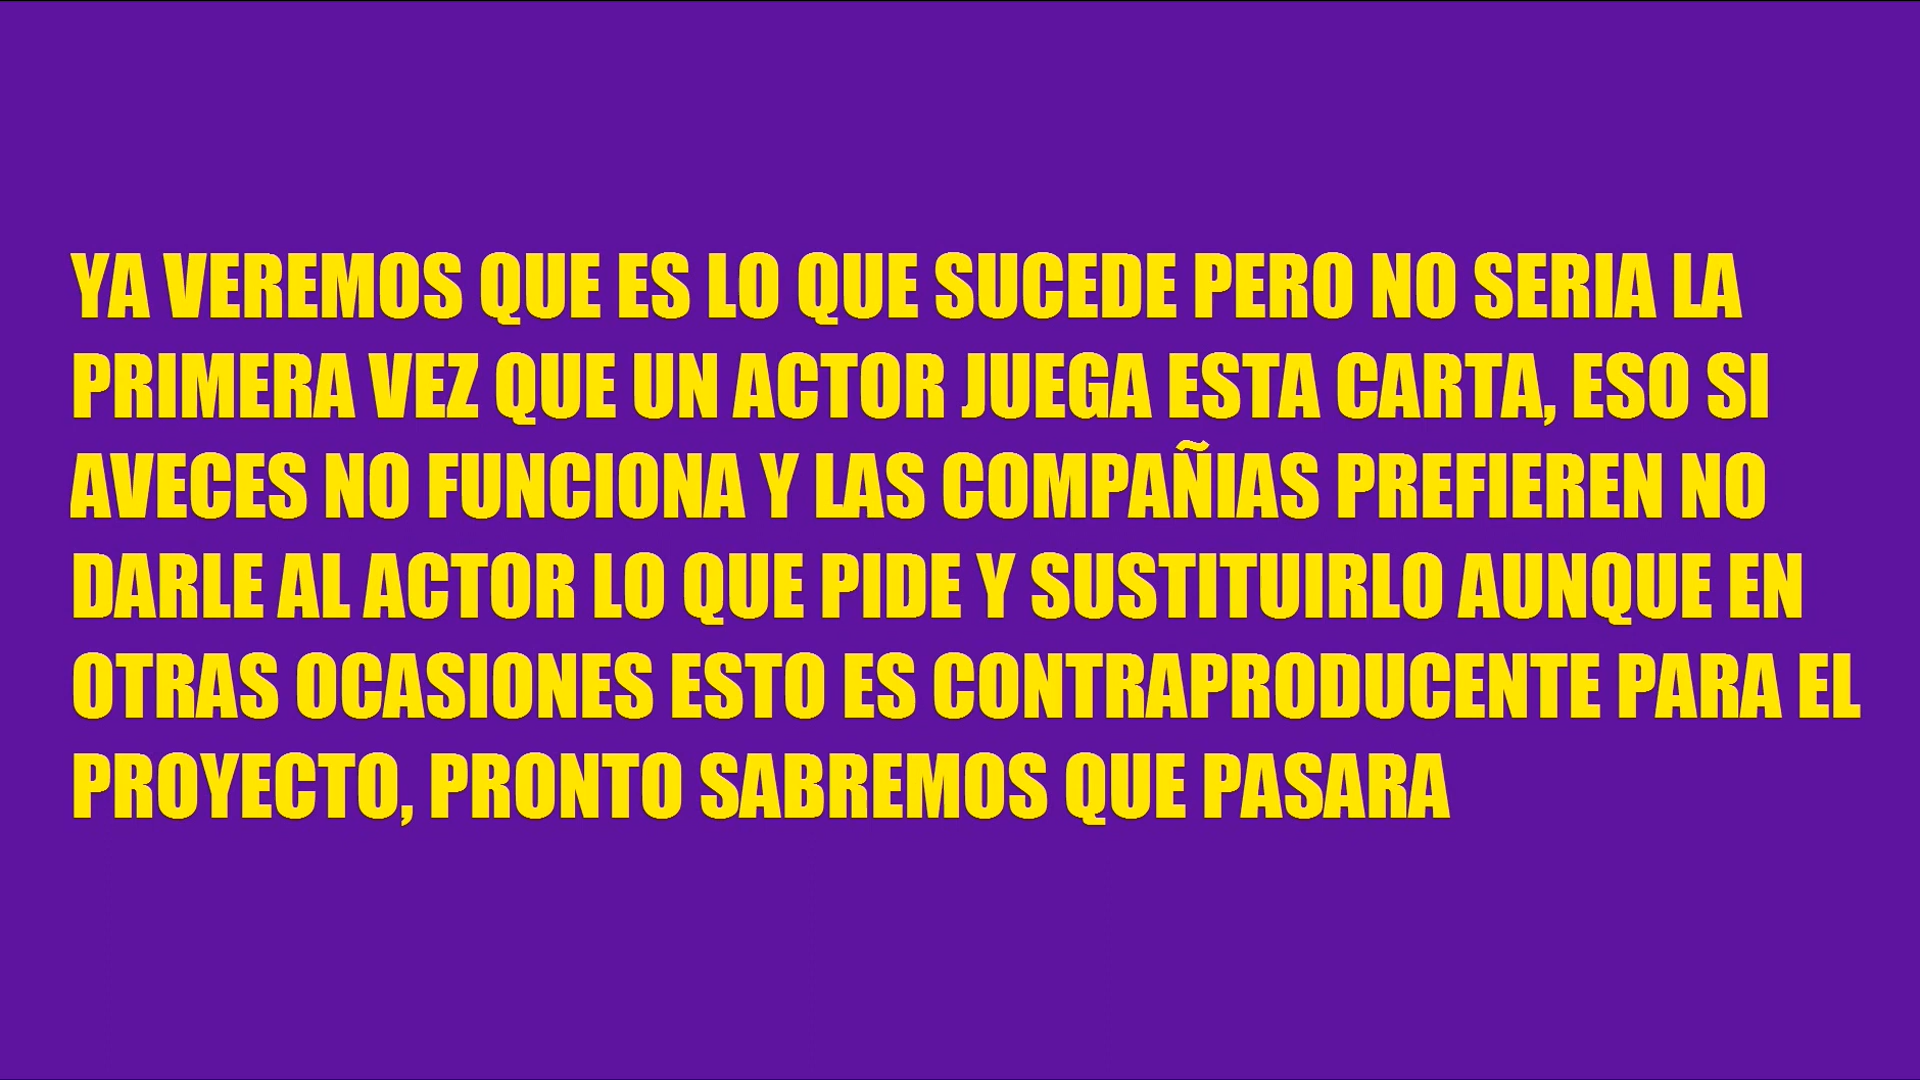 YA VEREMOS QUE ES LO QUE SUCEDE PERO NO SERIA LA
PRIMERA VEZ QUE UN ACTOR JUEGA ESTA CARTA, ESO SI
AVECES NO FUNCIONA Y LAS COMPAÑIAS PREFIEREN NO
DARLE AL ACTOR LO QUE PIDE Y SUSTITUIRLO AUNQUE EN
OTRAS OCASIONES ESTO ES CONTRAPRODUCENTE PARA EL
PROYECTO, PRONTO SABREMOS QUE PASARA